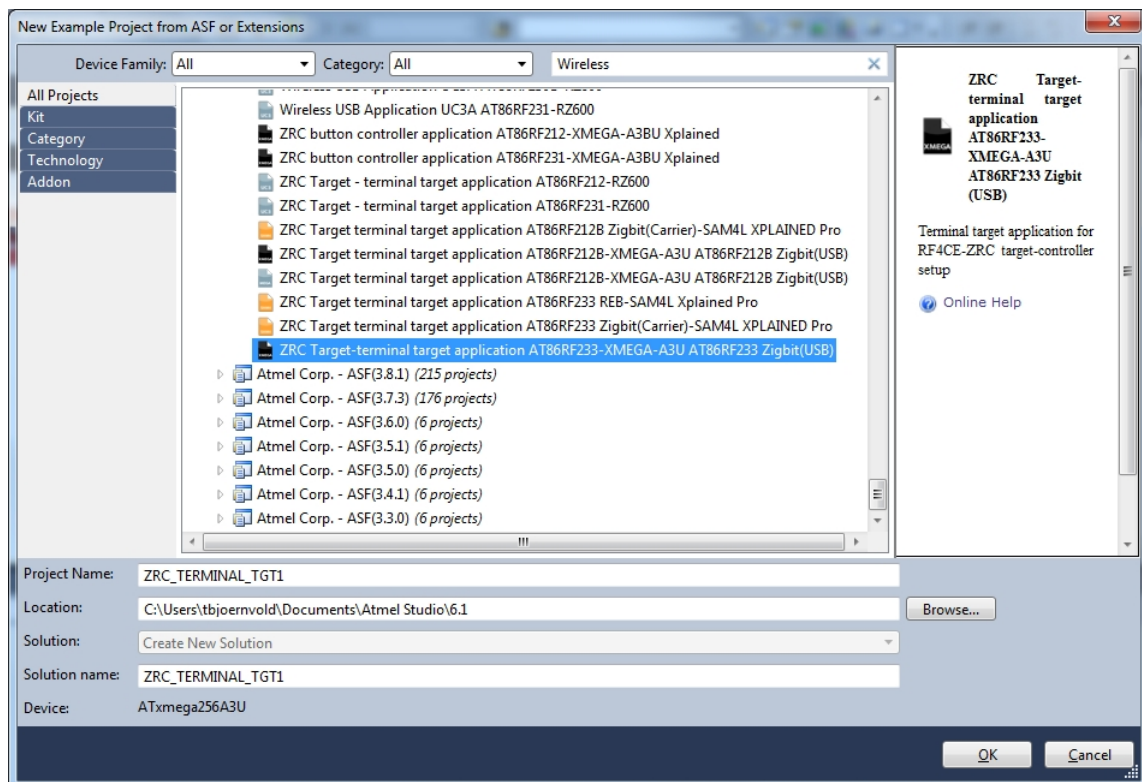 New Example Project from ASF or Extensions
Device Family: All Category: All Wireless
All Projects
Kit
Category
Technology
Addon
Wireless USB Application UC3A AT86RF231-RZ600
ZRC button controller application AT86RF212-XMEGA-A3BU Xplained
ZRC button controller application AT86RF231-XMEGA-A3BU Xplained
ZRC Target - terminal target application AT86RF212-RZ600
ZRC Target - terminal target application AT86RF231-RZ600
ZRC Target terminal target application AT86RF212B Zigbit(Carrier)-SAM4L XPLAINED Pro
ZRC Target terminal target application AT86RF212B-XMEGA-A3U AT86RF212B Zigbit(USB)
ZRC Target terminal target application AT86RF212B-XMEGA-A3U AT86RF212B Zigbit(USB)
ZRC Target terminal target application AT86RF233 REB-SAM4L Xplained Pro
ZRC Target terminal target application AT86RF233 Zigbit(Carrier)-SAM4L XPLAINED Pro
ZRC Target-terminal target application AT86RF233-XMEGA-A3U AT86RF233 Zigbit(USB)
Atmel Corp. - ASF(3.8.1) (215 projects)
Atmel Corp. - ASF(3.7.3) (176 projects)
Atmel Corp. - ASF(3.6.0) (6 projects)
Atmel Corp. - ASF(3.5.1) (6 projects)
Atmel Corp. - ASF(3.5.0) (6 projects)
Atmel Corp. - ASF(3.4.1) (6 projects)
Atmel Corp. - ASF(3.3.0) (6 projects)
XMEGA
ZRC Target-
terminal target
application
AT86RF233-
XMEGA-A3U
AT86RF233 Zigbit
(USB)
Terminal target application for
RF4CE-ZRC target-controller
setup
Online Help
Project Name: ZRC_TERMINAL_TGT1
Location: C:\Users\tbjoernvold\Documents\Atmel Studio\6.1 Browse...
Solution: Create New Solution
Solution name: ZRC_TERMINAL_TGT1
Device: ATxmega256A3U
OK Cancel